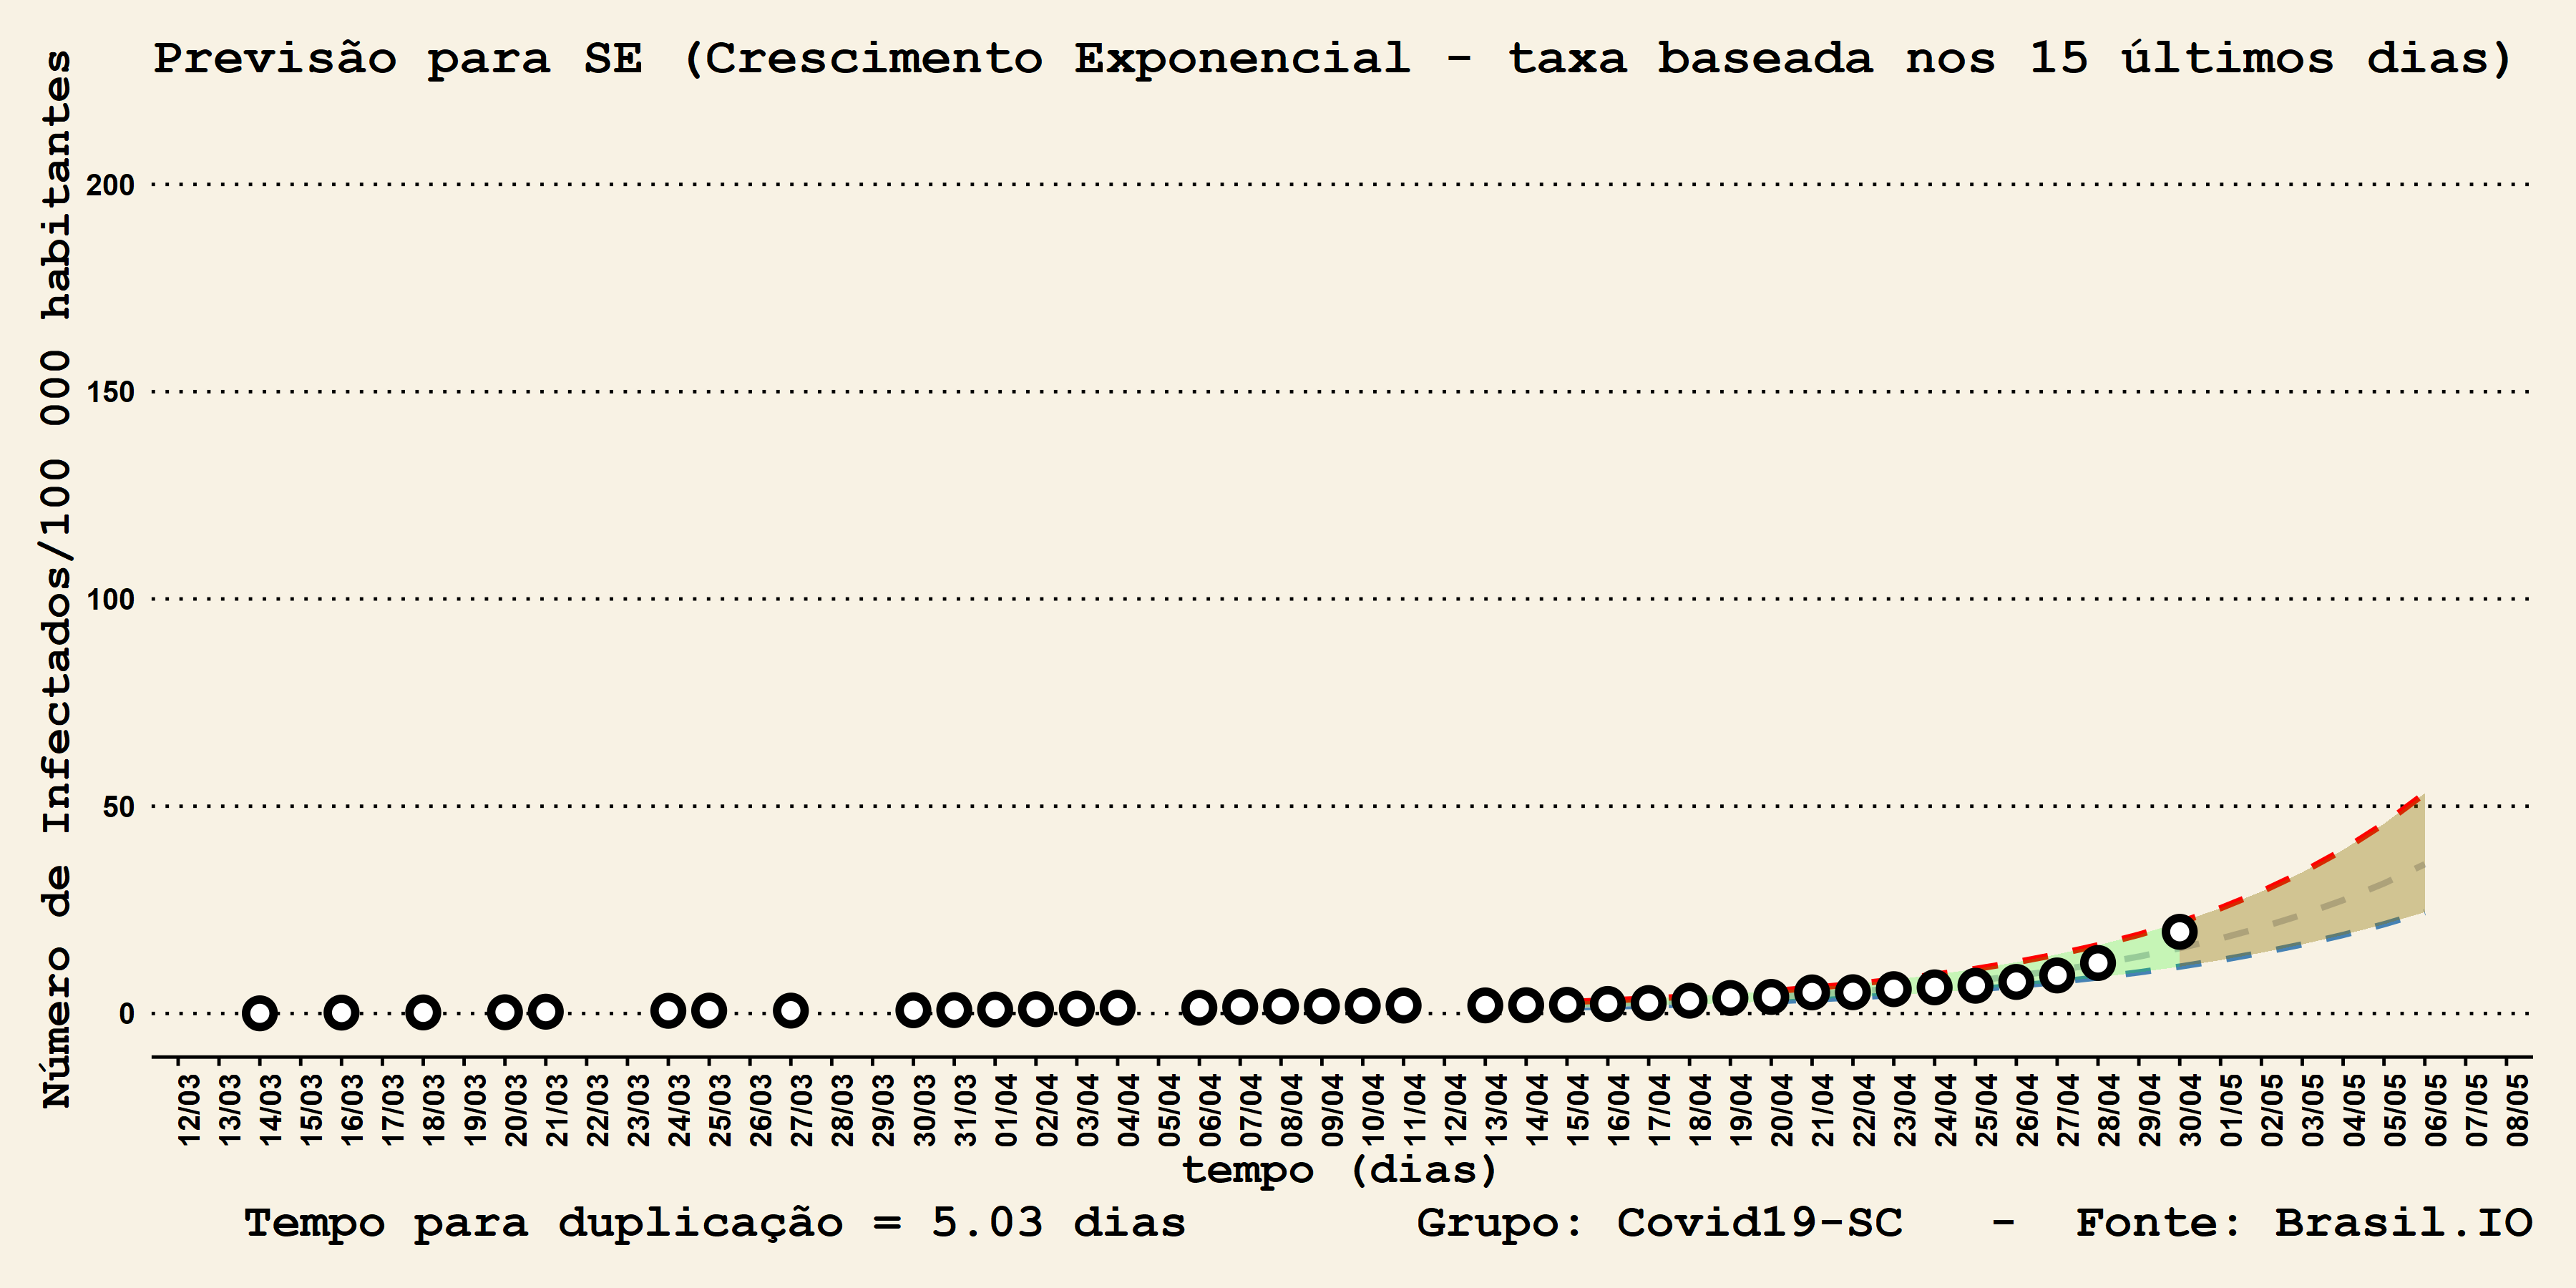 Previsão para SE (Crescimento Exponencial - taxa baseada nos 15 últimos dias)
Número de Infectados/100 000 habitantes
200
150
100
50
0
12/03 13/03 14/03 15/03 16/03 17/03 18/03 19/03 20/03 21/03 22/03 23/03 24/03 25/03 26/03 27/03 28/03 29/03 30/03 31/03 01/04 02/04 03/04 04/04 05/04 06/04 07/04 08/04 09/04 10/04 11/04 12/04 13/04 14/04 15/04 16/04 17/04 18/04 19/04 20/04 21/04 22/04 23/04 24/04 25/04 26/04 27/04 28/04 29/04 30/04 01/05 02/05 03/05 04/05 05/05 06/05 07/05 08/05
tempo (dias)
Tempo para duplicação = 5.03 dias Grupo: Covid19-SC - Fonte: Brasil.IO